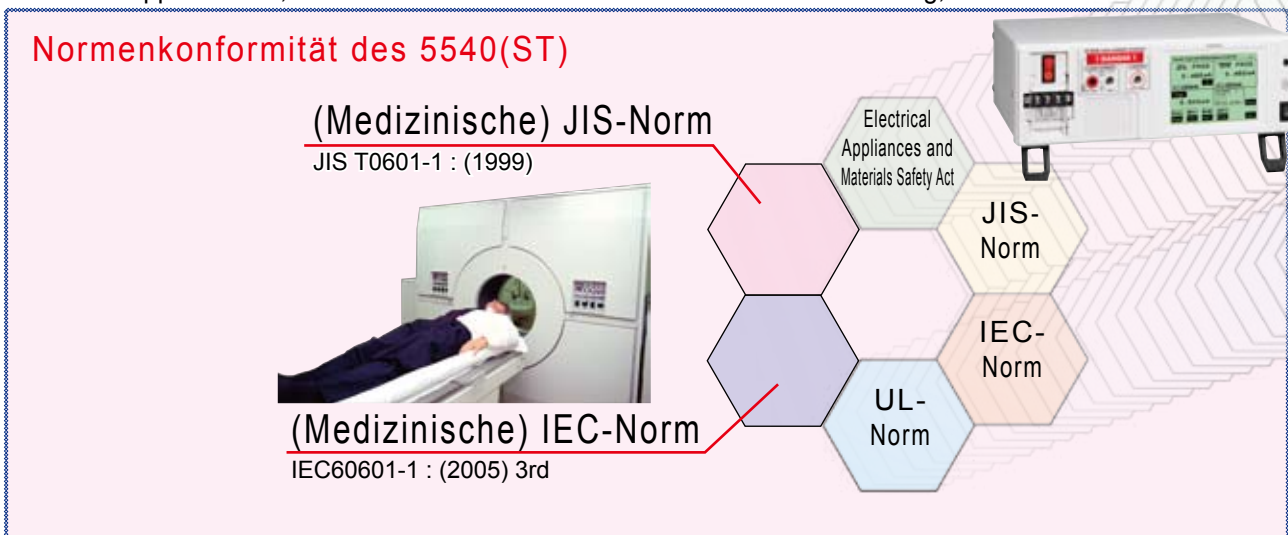 Normenkonformität des 5540(ST)
(Medizinische) JIS-Norm
JIS T0601-1 : (1999)
(Medizinische) IEC-Norm
IEC60601-1 : (2005) 3rd
Electrical
Appliances and
Materials Safety Act
JIS-
Norm
IEC-
Norm
UL-
Norm
DANGER